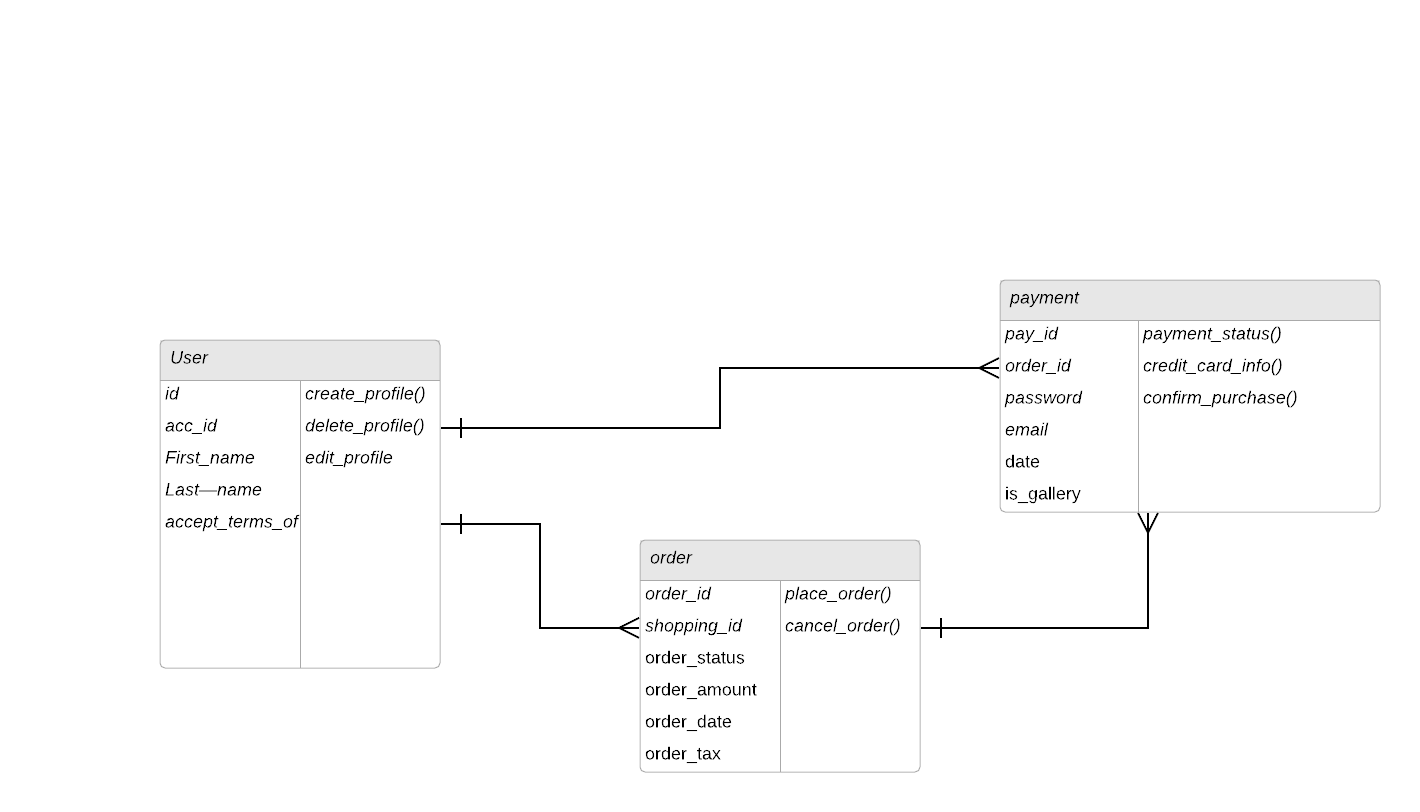 payment
pay_id payment_status()
order_id credit_card_info()
password confirm_purchase()
email
date
is_gallery
User
id create_profile()
acc_id delete_profile()
First_name edit_profile
Last—name
accept_terms_of
order
order_id place_order()
shopping_id cancel_order()
order_status
order_amount
order_date
order_tax